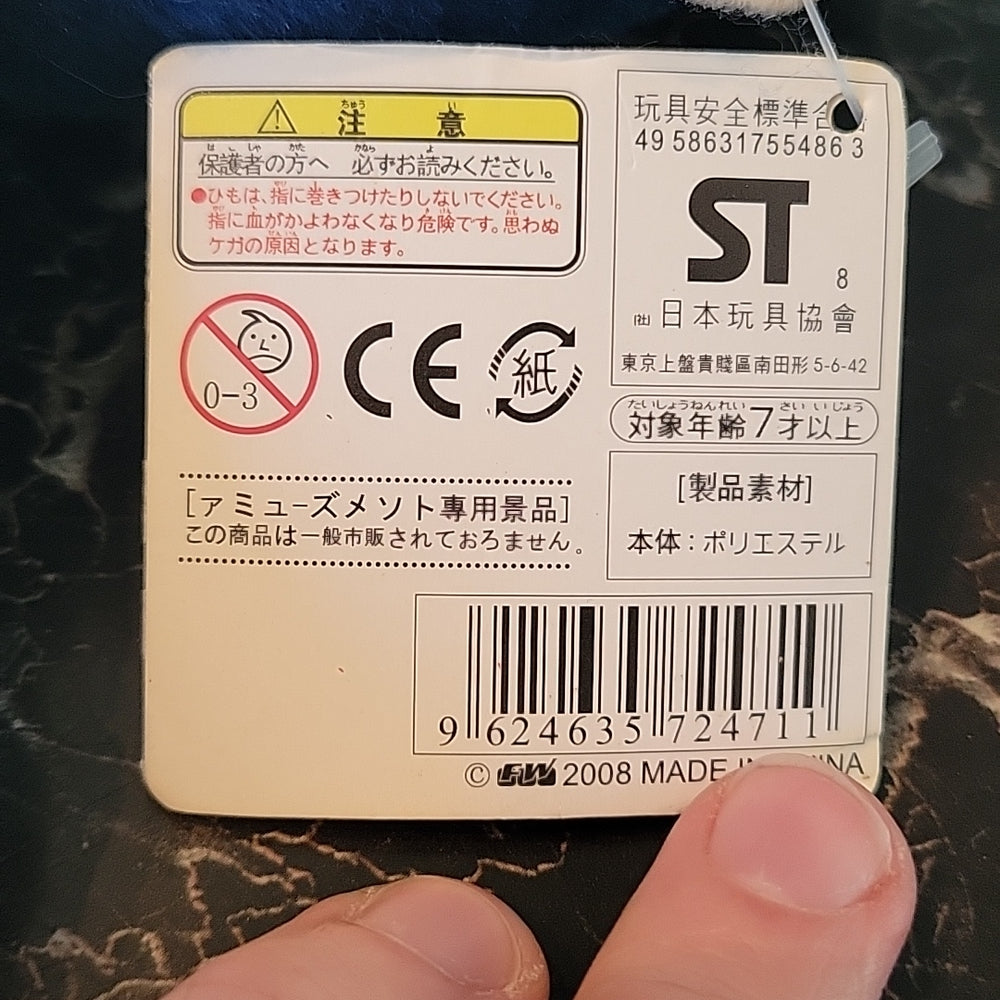 注意
保護者の方へ 必ずお読みください。
●ひもは、指に巻きつけたりしないでください。
指に血がかよわなくなり危険です。思わぬ
ケガの原因となります。
0-3
CE
紙
[ァミューズメソト專用景品]
この商品は一般市販されておろません。
玩具安全標準合
49 58631755486 3
ST
8
(社)日本玩具協會
東京上盤貴賤區南田形 5-6-42
対象年齢7才以上
[製品素材]
本体：ポリエステル
9 624635 724711
© EW 2008 MADE IN CHINA